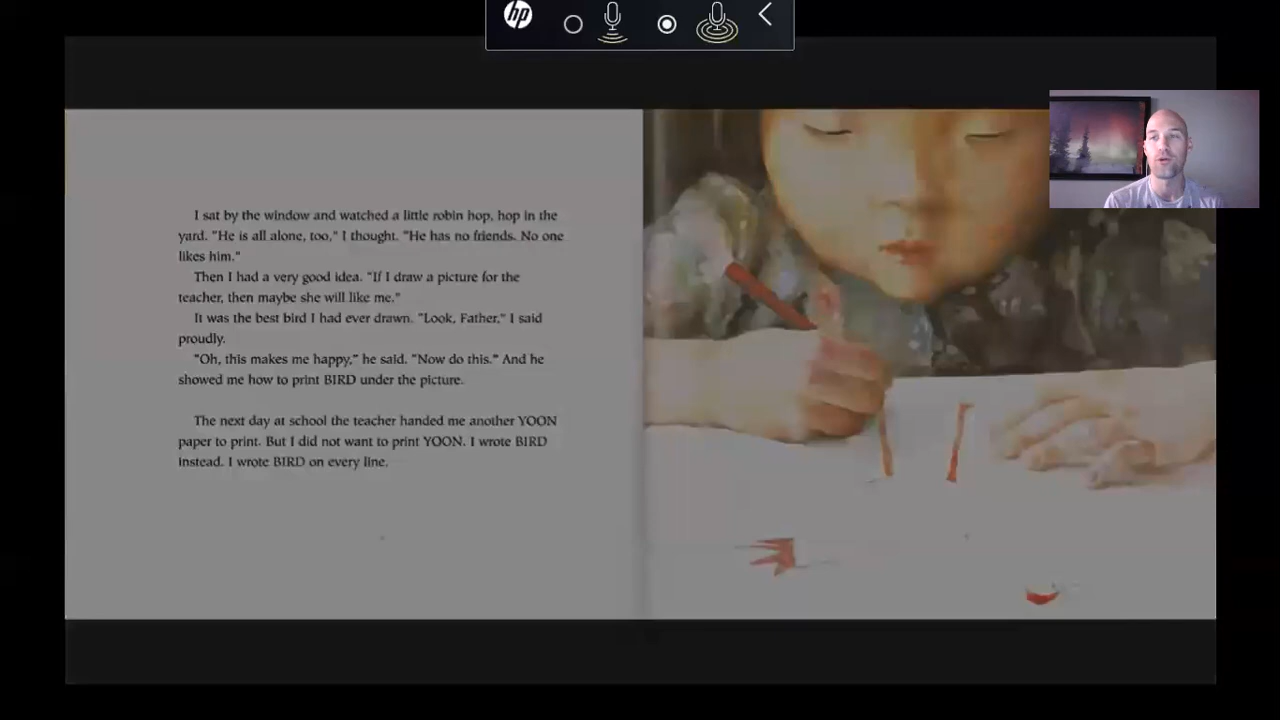 hp
I sat by the window and watched a little robin hop, hop in the
yard. "He is all alone, too," I thought. "He has no friends. No one
likes him."
Then I had a very good idea. "If I draw a picture for the
teacher, then maybe she will like me."
It was the best bird I had ever drawn. "Look, Father," I said
proudly.
"Oh, this makes me happy," he said. "Now do this." And he
showed me how to print BIRD under the picture.
The next day at school the teacher handed me another YOON
paper to print. But I did not want to print YOON. I wrote BIRD
instead. I wrote BIRD on every line.